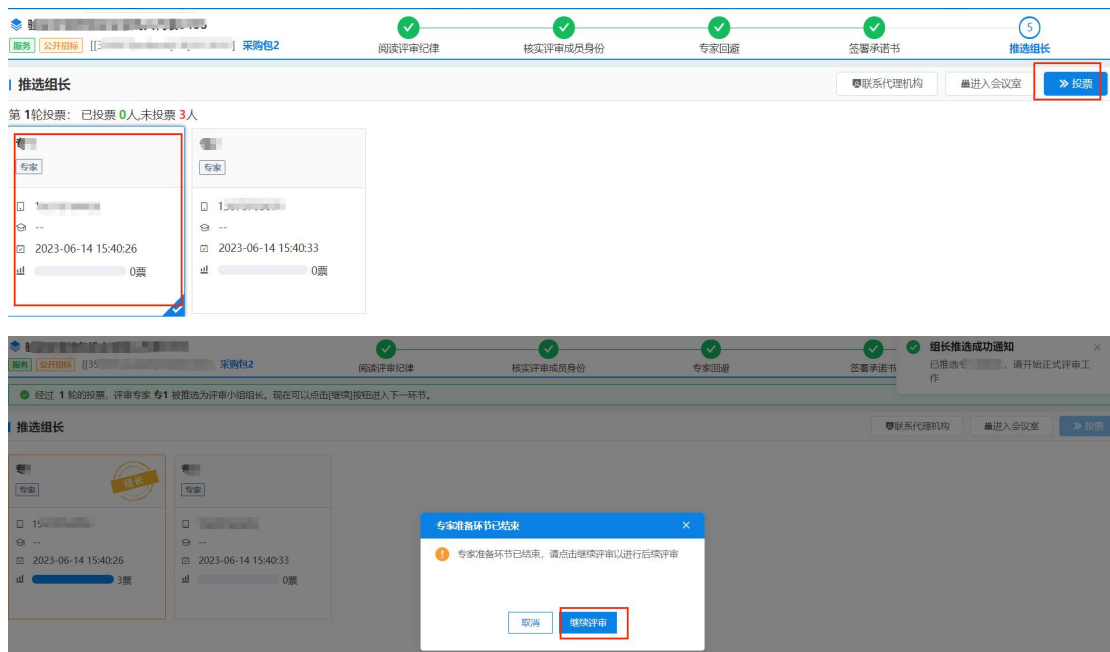 服务 公开招标 采购包2
阅读评审纪律 核实评审成员身份 专家回避 签署承诺书 5 推选组长
推选组长 联系代理机构 进入会议室 投票
第 1轮投票: 已投票 0人,未投票 3人
专家 专家
-- --
2023-06-14 15:40:26 2023-06-14 15:40:33
0票 0票
组长推选成功通知
服务 公开招标 [[35 采购包2
阅读评审纪律 核实评审成员身份 专家回避 签署承诺书
已推选 ,请开始正式评审工作
经过 1 轮的投票,评审专家 专1 被推选为评审小组组长。现在可以点击[继续]按钮进入下一环节。
推选组长 联系代理机构 进入会议室 投票
组长
专家 专家
-- --
2023-06-14 15:40:26 2023-06-14 15:40:33
3票 0票
专家准备环节已结束
专家准备环节已结束,请点击继续评审以进行后续评审
取消 继续评审